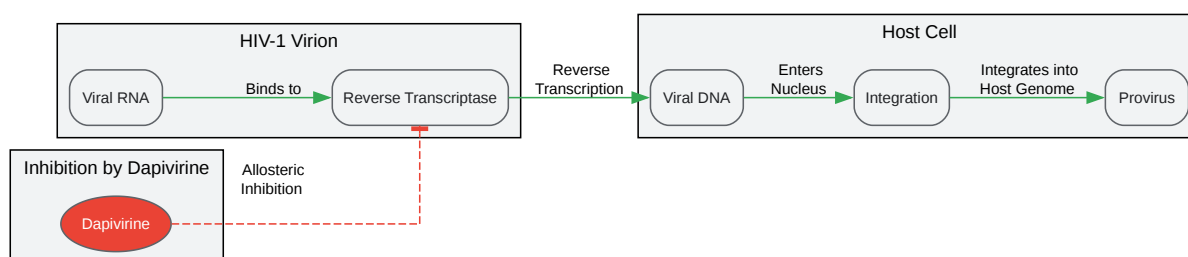 HIV-1 Virion
Host Cell
Viral RNA
Binds to
Reverse Transcriptase
Reverse
Transcription
Viral DNA
Enters
Nucleus
Integration
Integrates into
Host Genome
Provirus
Inhibition by Dapivirine
Allosteric
Inhibition
Dapivirine